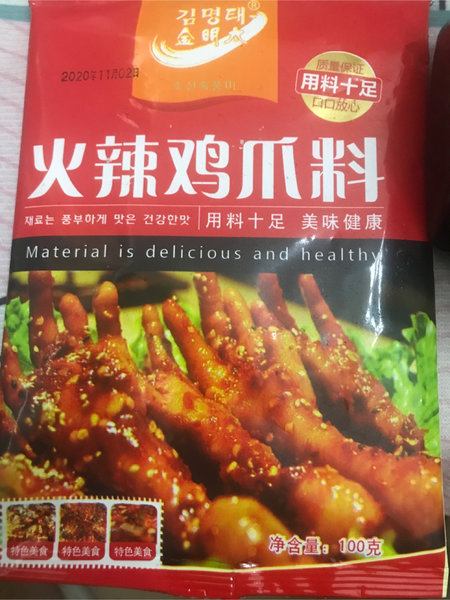 김명태®
金明太
2020年11月02日
质量保证
用料十足
口口放心
火辣鸡爪料
재료는 풍부하게 맛은 건강한맛 用料十足 美味健康
Material is delicious and healthy
特色美食 特色美食 特色美食
净含量：100克